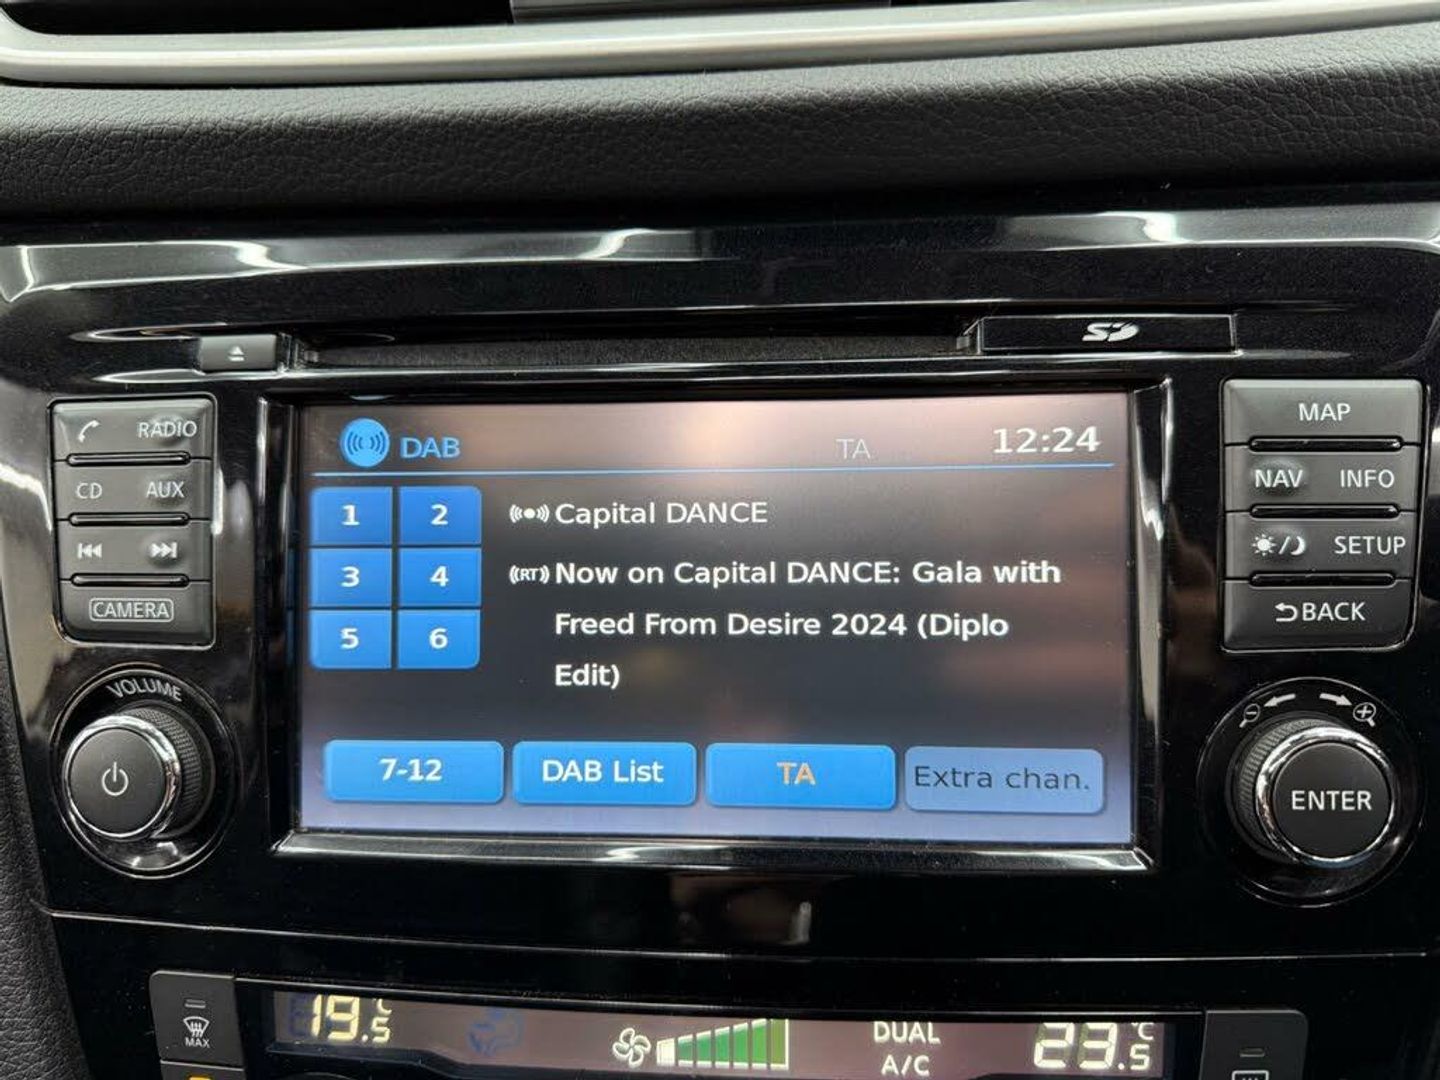 SD
RADIO
CD AUX
CAMERA
VOLUME
DAB TA 12:24
1 2
3 4
5 6
Capital DANCE
(RT) Now on Capital DANCE: Gala with
Freed From Desire 2024 (Diplo
Edit)
7-12 DAB List TA Extra chan.
MAP
NAV INFO
SETUP
BACK
ENTER
MAX
19.5 °C
DUAL
A/C
23.5 °C